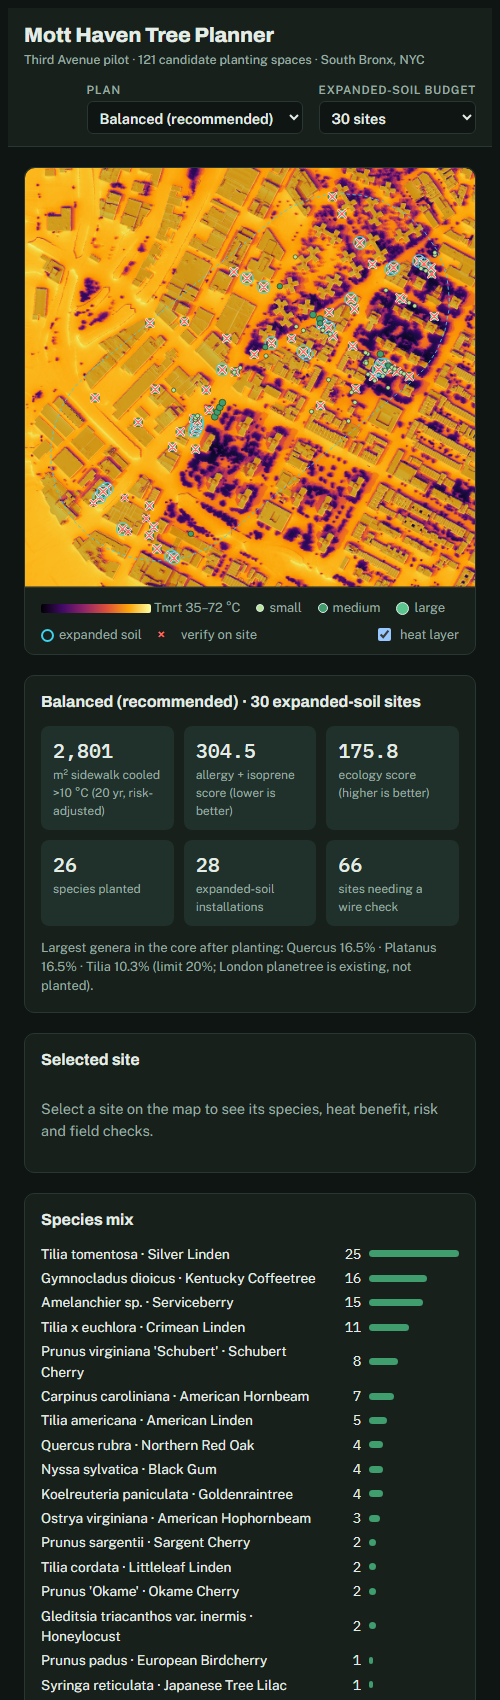 Mott Haven Tree Planner
Third Avenue pilot · 121 candidate planting spaces · South Bronx, NYC
PLAN
EXPANDED-SOIL BUDGET
Balanced (recommended)
30 sites
Tmrt 35–72 °C
small
medium
large
expanded soil
verify on site
heat layer
Balanced (recommended) · 30 expanded-soil sites
2,801
m² sidewalk cooled
>10 °C (20 yr, risk-
adjusted)
304.5
allergy + isoprene
score (lower is
better)
175.8
ecology score
(higher is better)
26
species planted
28
expanded-soil
installations
66
sites needing a
wire check
Largest genera in the core after planting: Quercus 16.5% · Platanus
16.5% · Tilia 10.3% (limit 20%; London planetree is existing, not
planted).
Selected site
Select a site on the map to see its species, heat benefit, risk
and field checks.
Species mix
Tilia tomentosa · Silver Linden 25
Gymnocladus dioicus · Kentucky Coffeetree 16
Amelanchier sp. · Serviceberry 15
Tilia x euchlora · Crimean Linden 11
Prunus virginiana 'Schubert' · Schubert
Cherry 8
Carpinus caroliniana · American Hornbeam 7
Tilia americana · American Linden 5
Quercus rubra · Northern Red Oak 4
Nyssa sylvatica · Black Gum 4
Koelreuteria paniculata · Goldenraintree 4
Ostrya virginiana · American Hophornbeam 3
Prunus sargentii · Sargent Cherry 2
Tilia cordata · Littleleaf Linden 2
Prunus 'Okame' · Okame Cherry 2
Gleditsia triacanthos var. inermis ·
Honeylocust 2
Prunus padus · European Birdcherry 1
Syringa reticulata · Japanese Tree Lilac 1